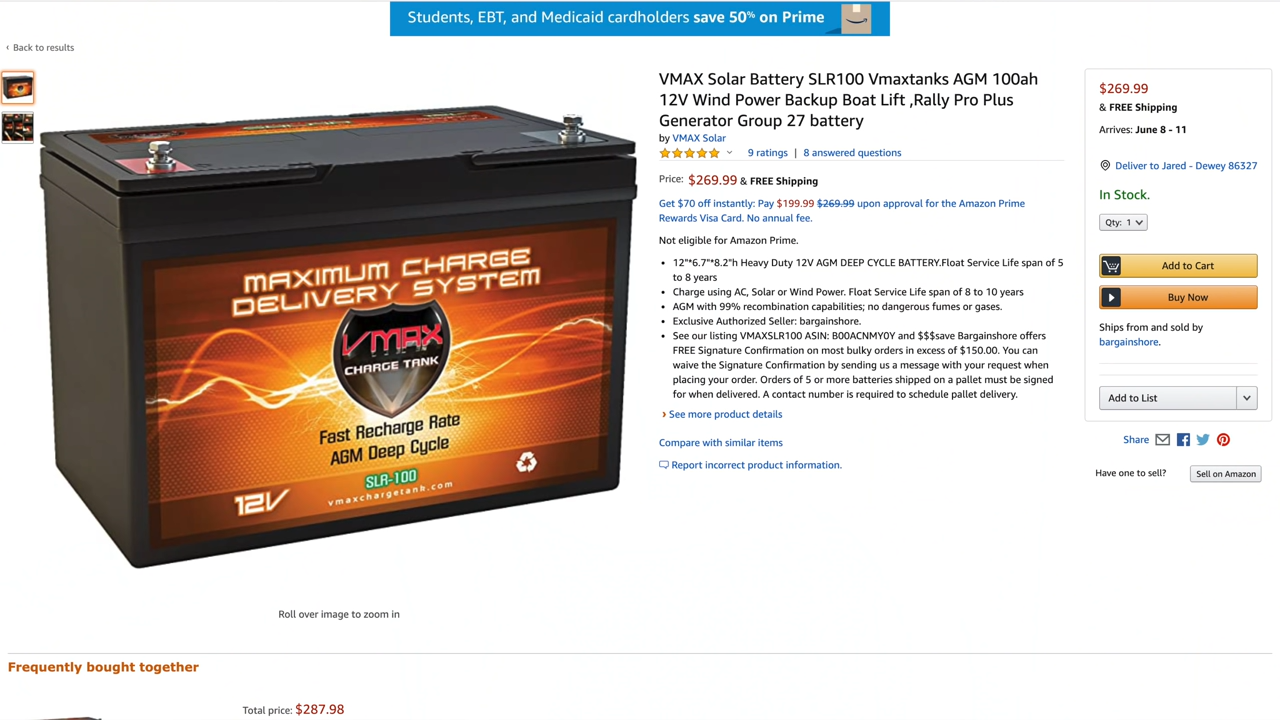 Students, EBT, and Medicaid cardholders save 50% on Prime
‹ Back to results
VMAX Solar Battery SLR100 Vmaxtanks AGM 100ah
12V Wind Power Backup Boat Lift ,Rally Pro Plus
Generator Group 27 battery
by VMAX Solar
9 ratings | 8 answered questions
Price: $269.99 & FREE Shipping
Get $70 off instantly: Pay $199.99 $269.99 upon approval for the Amazon Prime
Rewards Visa Card. No annual fee.
Not eligible for Amazon Prime.
• 12"*6.7"*8.2"h Heavy Duty 12V AGM DEEP CYCLE BATTERY.Float Service Life span of 5
to 8 years
• Charge using AC, Solar or Wind Power. Float Service Life span of 8 to 10 years
• AGM with 99% recombination capabilities; no dangerous fumes or gases.
• Exclusive Authorized Seller: bargainshore.
• See our listing VMAXSLR100 ASIN: B00ACNMY0Y and $$$save Bargainshore offers
FREE Signature Confirmation on most bulky orders in excess of $150.00. You can
waive the Signature Confirmation by sending us a message with your request when
placing your order. Orders of 5 or more batteries shipped on a pallet must be signed
for when delivered. A contact number is required to schedule pallet delivery.
› See more product details
Compare with similar items
Report incorrect product information.
$269.99
& FREE Shipping
Arrives: June 8 - 11
Deliver to Jared - Dewey 86327
In Stock.
Qty: 1
Add to Cart
Buy Now
Ships from and sold by
bargainshore.
Add to List
Share
Have one to sell?
Sell on Amazon
MAXIMUM CHARGE
DELIVERY SYSTEM
VMAX
CHARGE TANK
Fast Recharge Rate
AGM Deep Cycle
SLR-100
12V
vmaxchargetank.com
Roll over image to zoom in
Frequently bought together
Total price: $287.98